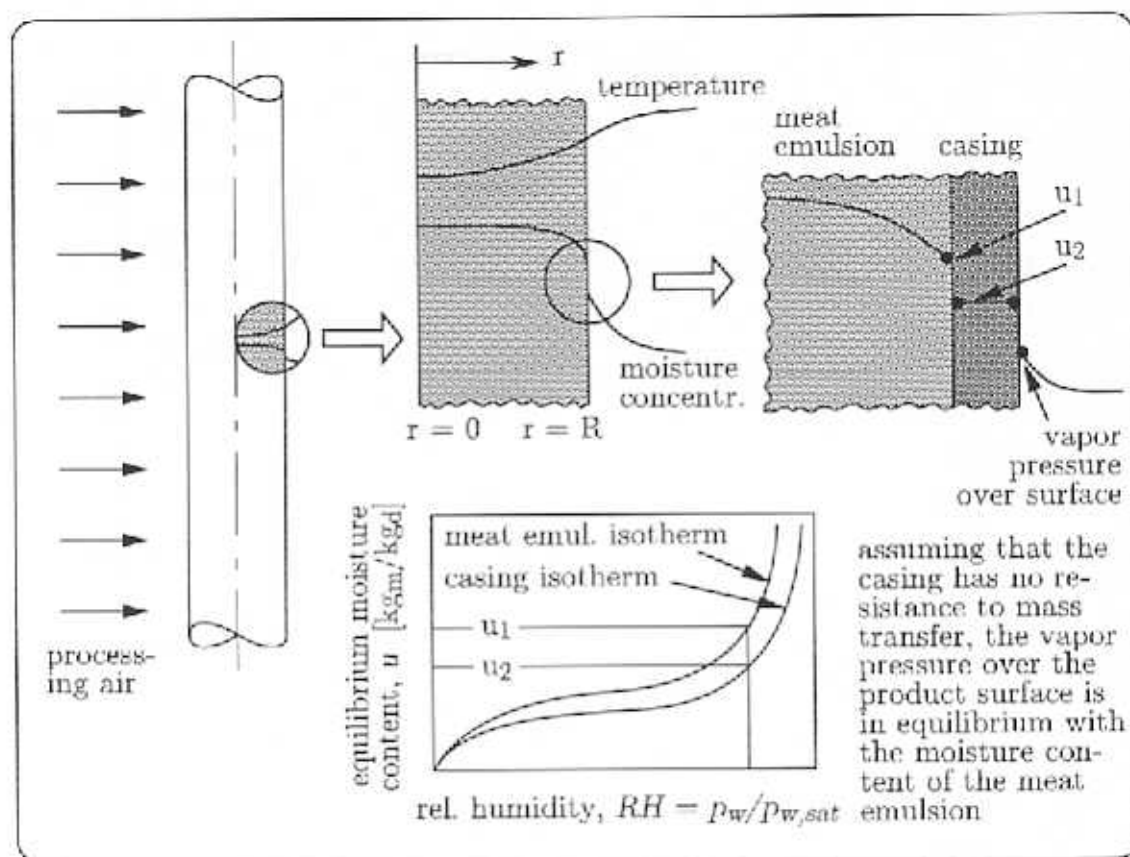 r
temperature
meat
emulsion
casing
u1
u2
moisture
concentr.
r = 0
r = R
vapor
pressure
over surface
process-
ing air
equilibrium moisture
content, u [kgm/kgd]
meat emul. isotherm
casing isotherm
u1
u2
rel. humidity, RH = pw/pw,sat
assuming that the
casing has no re-
sistance to mass
transfer, the vapor
pressure over the
product surface is
in equilibrium with
the moisture con-
tent of the meat
emulsion